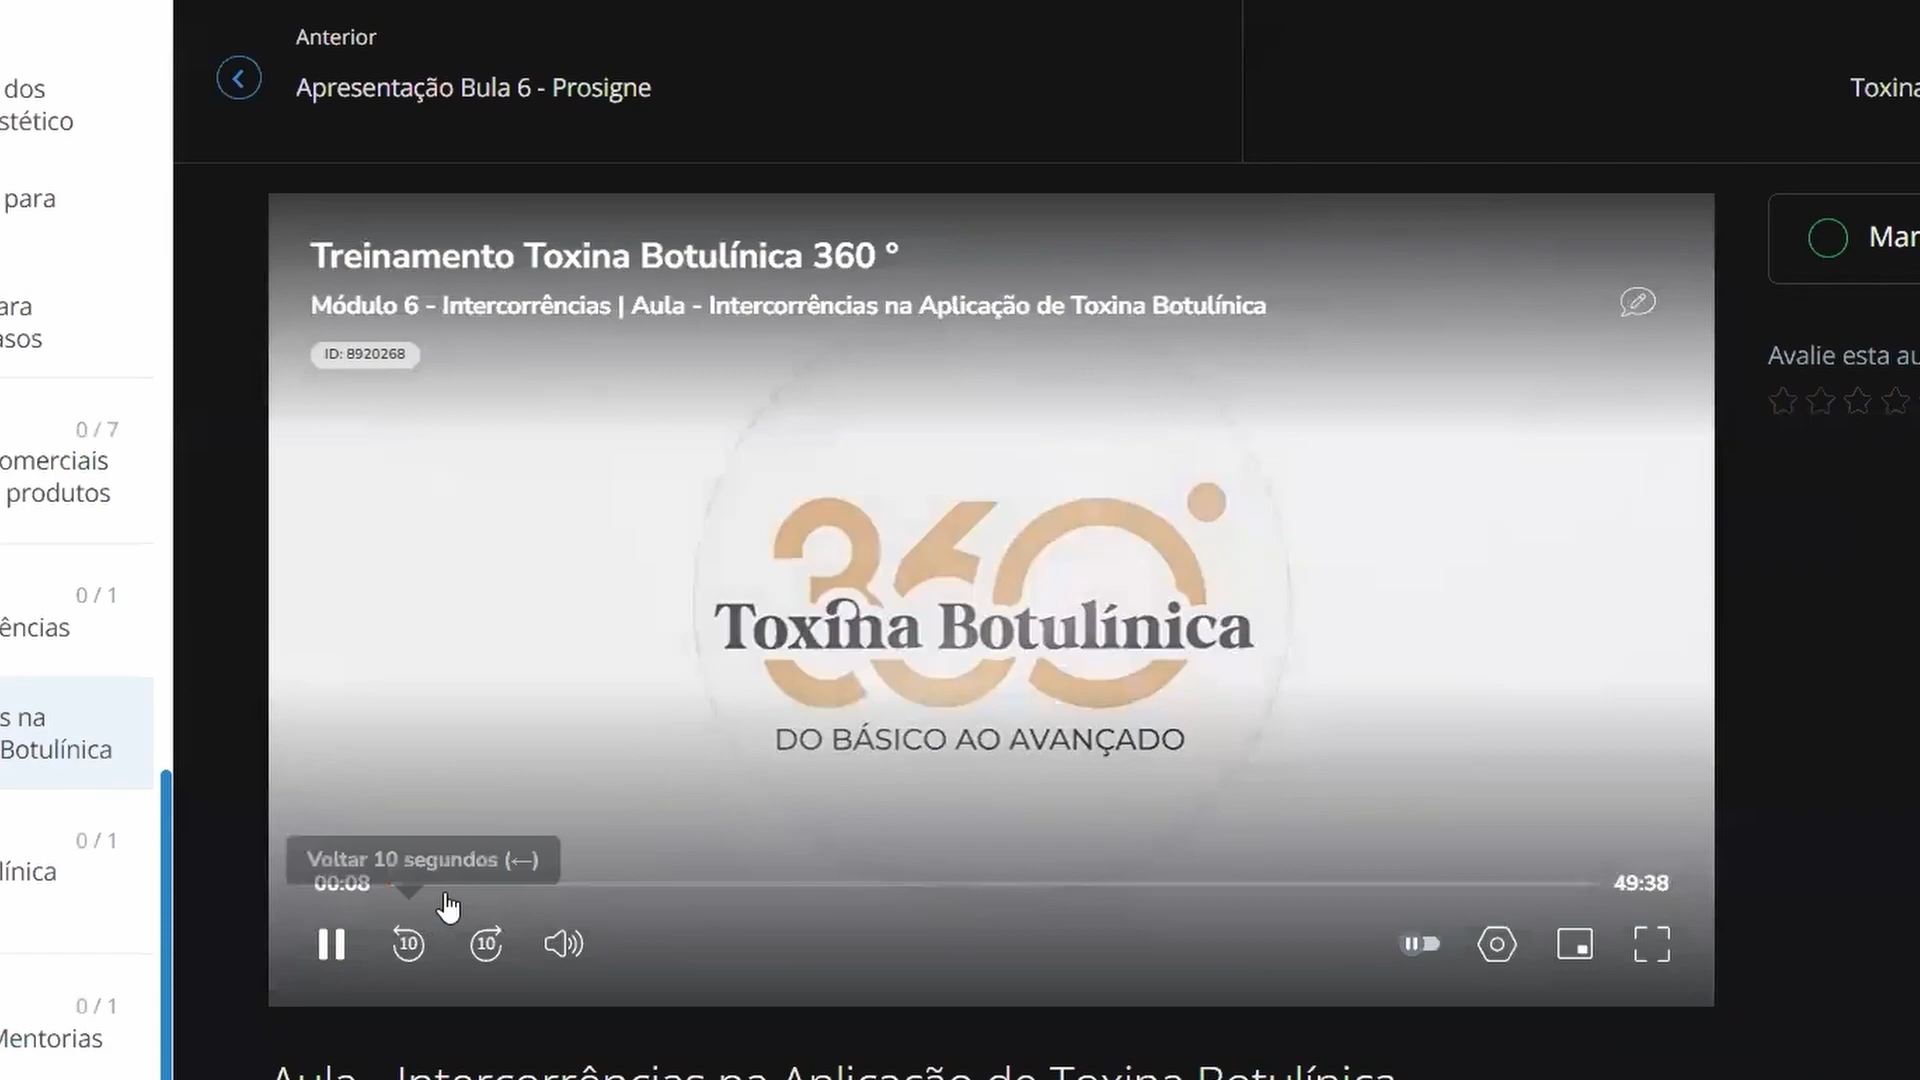 dos
stético
para
ara
asos
0 / 7
omerciais
produtos
0 / 1
ências
s na
Botulínica
0 / 1
línica
0 / 1
Mentorias
Anterior
Apresentação Bula 6 - Prosigne
Toxina
Treinamento Toxina Botulínica 360 °
Módulo 6 - Intercorrências | Aula - Intercorrências na Aplicação de Toxina Botulínica
ID: 8920268
360°
Toxina Botulínica
DO BÁSICO AO AVANÇADO
Voltar 10 segundos (←)
00:08
49:38
10
10
Mar
Avalie esta au
Aula - Intercorrências na Aplicação de Toxina Botulínica